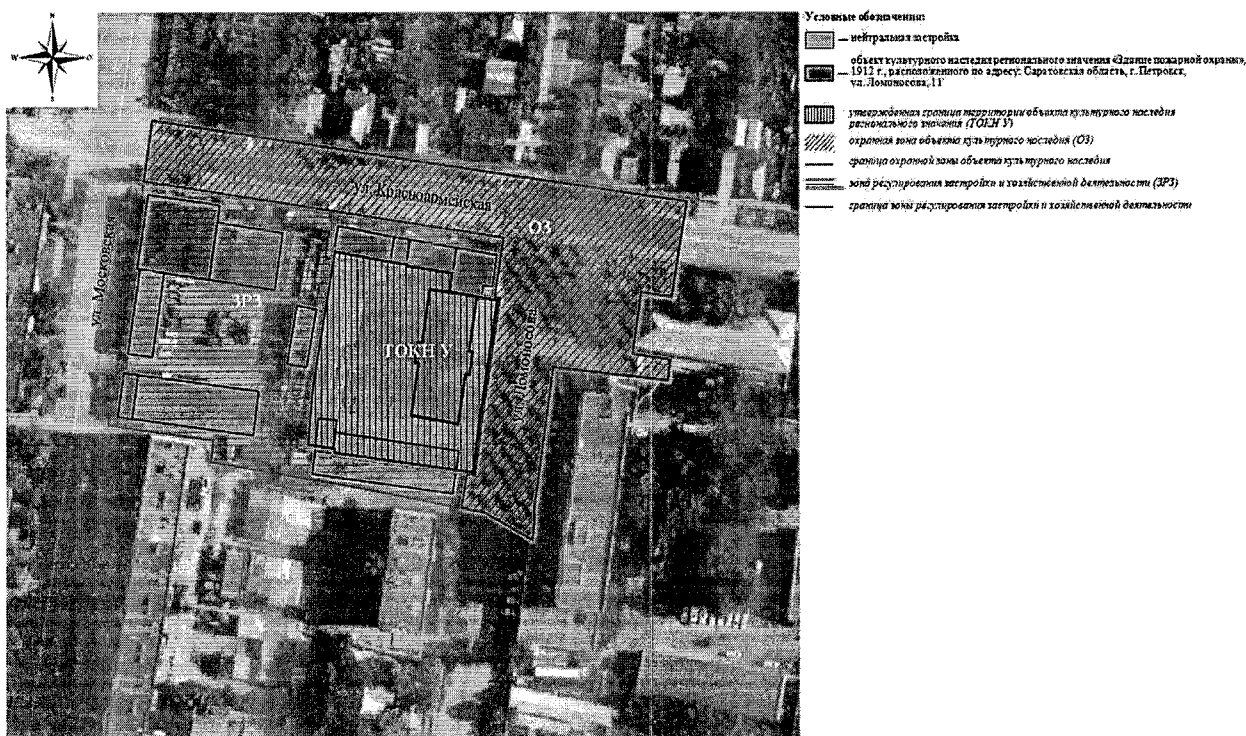 Условные обозначения:
— нейтральная застройка
объект культурного наследия регионального значения «Здание пожарной охраны»,
— 1912 г., расположенного по адресу: Саратовская область, г. Петровск,
ул. Ломоносова, 11
утвержденная граница территории объекта культурного наследия
регионального значения (ТОКН У)
охранная зона объекта культурного наследия (ОЗ)
граница охранной зоны объекта культурного наследия
зона регулирования застройки и хозяйственной деятельности (ЗРЗ)
граница зоны регулирования застройки и хозяйственной деятельности
ул. Красноармейская
ОЗ
ул. Московская
ЗРЗ
ТОКН У
ул. Ломоносова